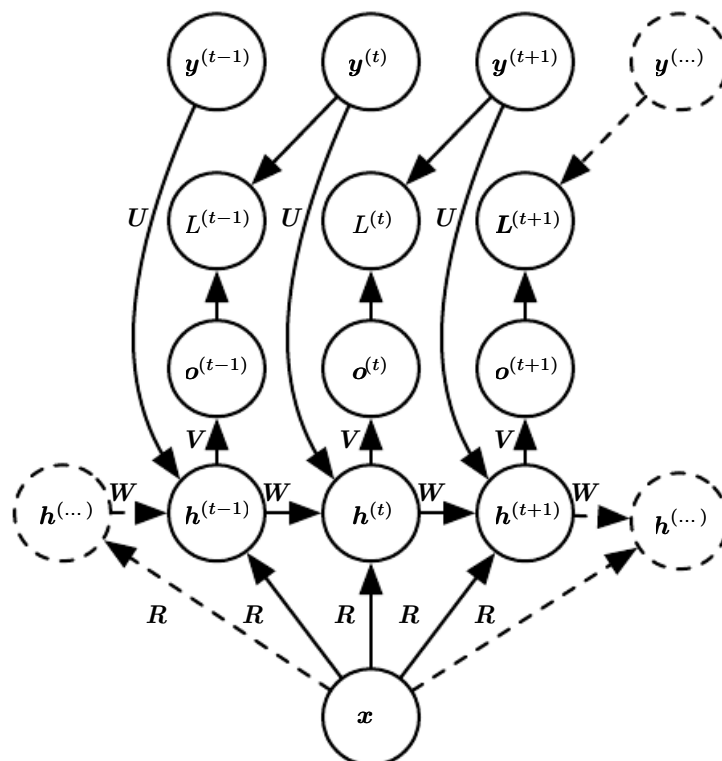 y^(t−1) y^(t) y^(t+1) y^(...)
U L^(t−1) U L^(t) U L^(t+1)
o^(t−1) o^(t) o^(t+1)
V V V
h^(...) W h^(t−1) W h^(t) W h^(t+1) W h^(...)
R R R R R
x